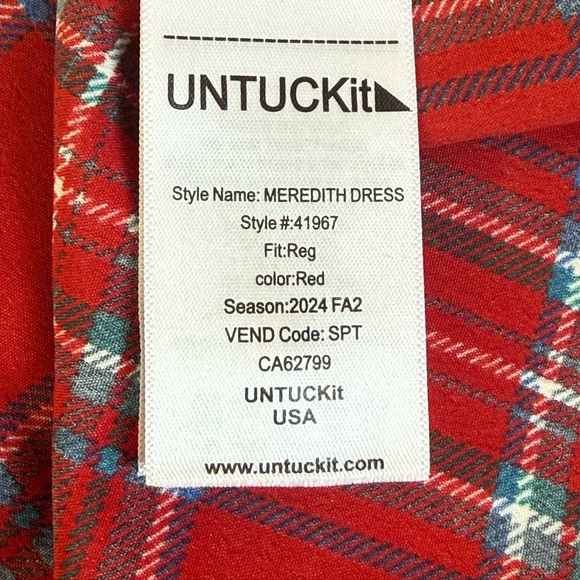 UNTUCKit
Style Name: MEREDITH DRESS
Style #:41967
Fit:Reg
color:Red
Season:2024 FA2
VEND Code: SPT
CA62799
UNTUCKit
USA
www.untuckit.com